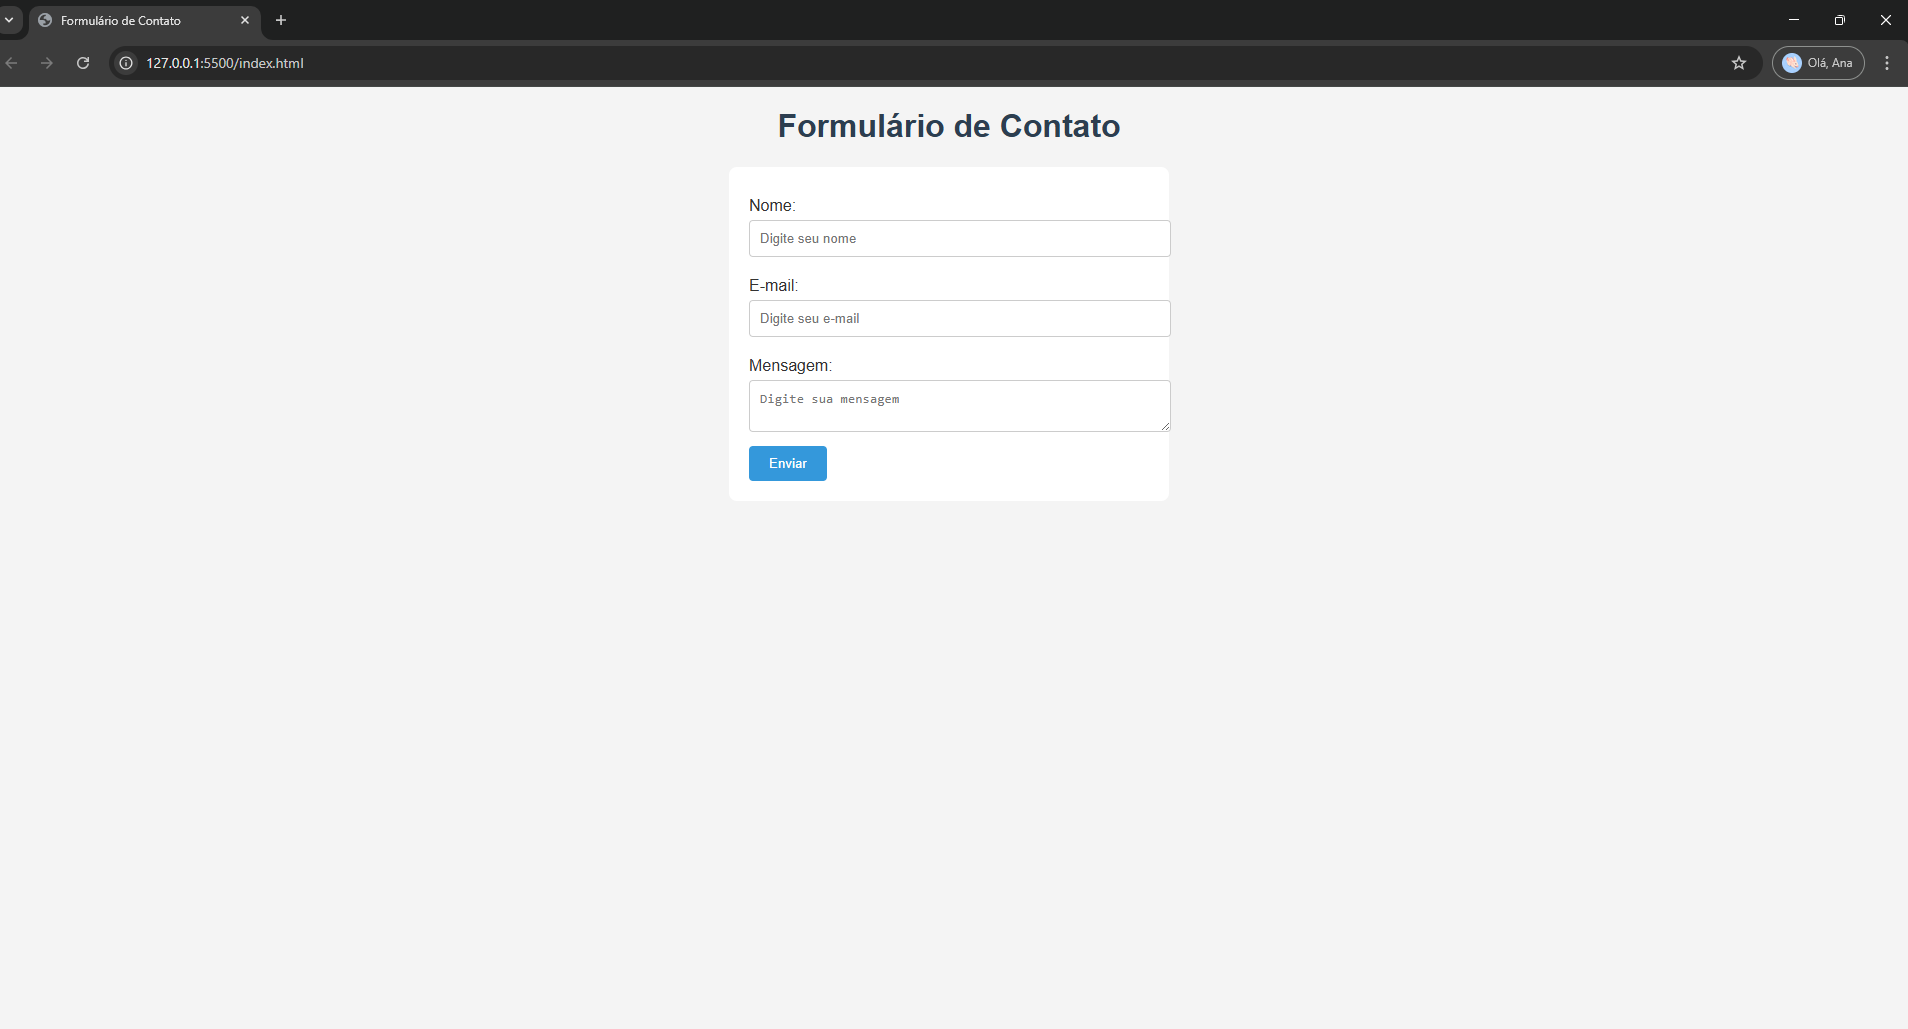 Formulário de Contato
127.0.0.1:5500/index.html
Olá, Ana
Formulário de Contato
Nome:
Digite seu nome
E-mail:
Digite seu e-mail
Mensagem:
Digite sua mensagem
Enviar